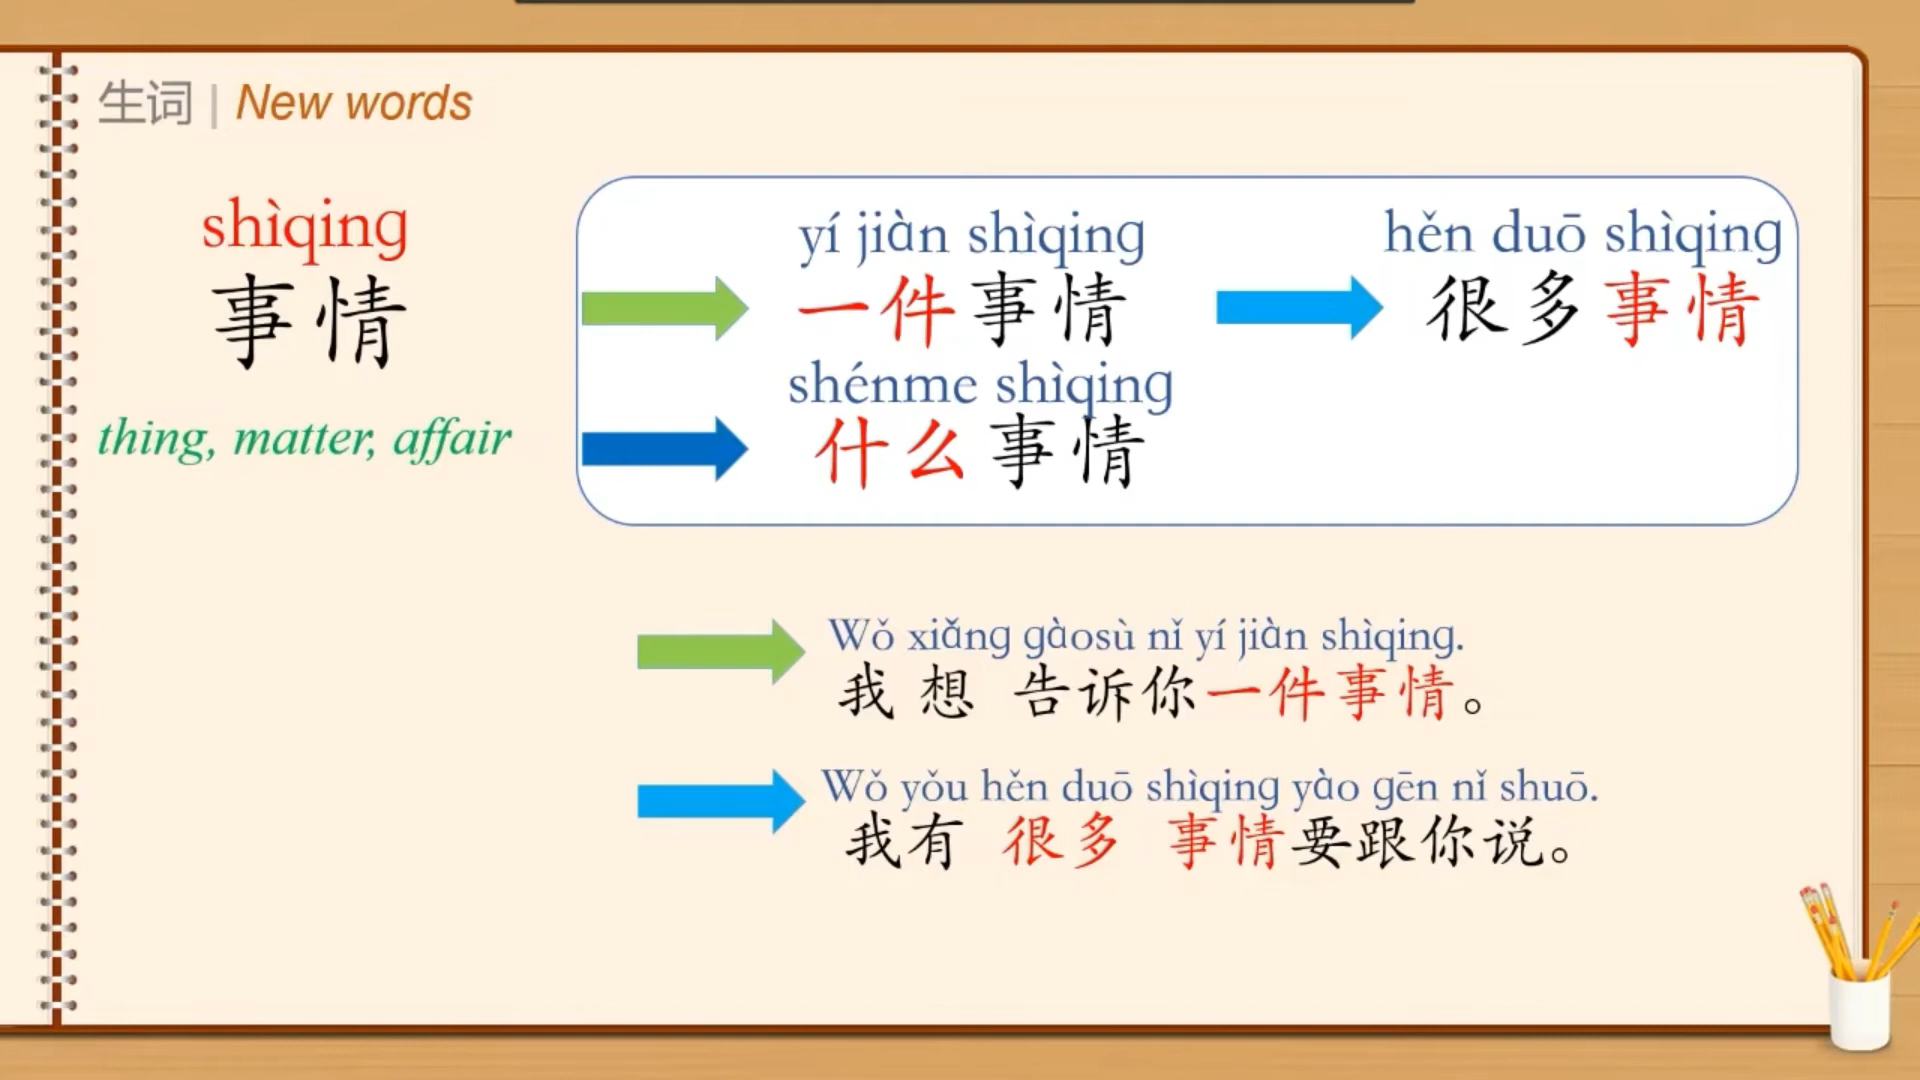 生词 | New words
shìqing
事情
thing, matter, affair
yí jiàn shìqing
一件事情
hěn duō shìqing
很多事情
shénme shìqing
什么事情
Wǒ xiǎng gàosù nǐ yí jiàn shìqing.
我 想 告诉你一件事情。
Wǒ yǒu hěn duō shìqing yào gēn nǐ shuō.
我有 很多 事情要跟你说。